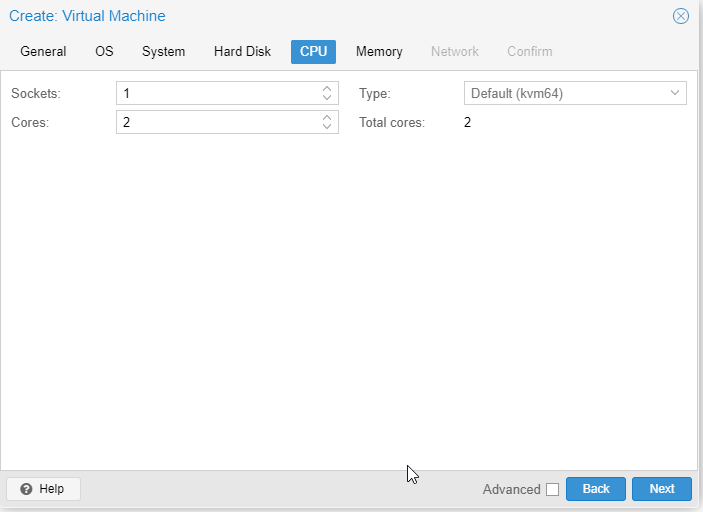 Create: Virtual Machine
General OS System Hard Disk CPU Memory Network Confirm
Sockets: 1 Type: Default (kvm64)
Cores: 2 Total cores: 2
Help Advanced Back Next